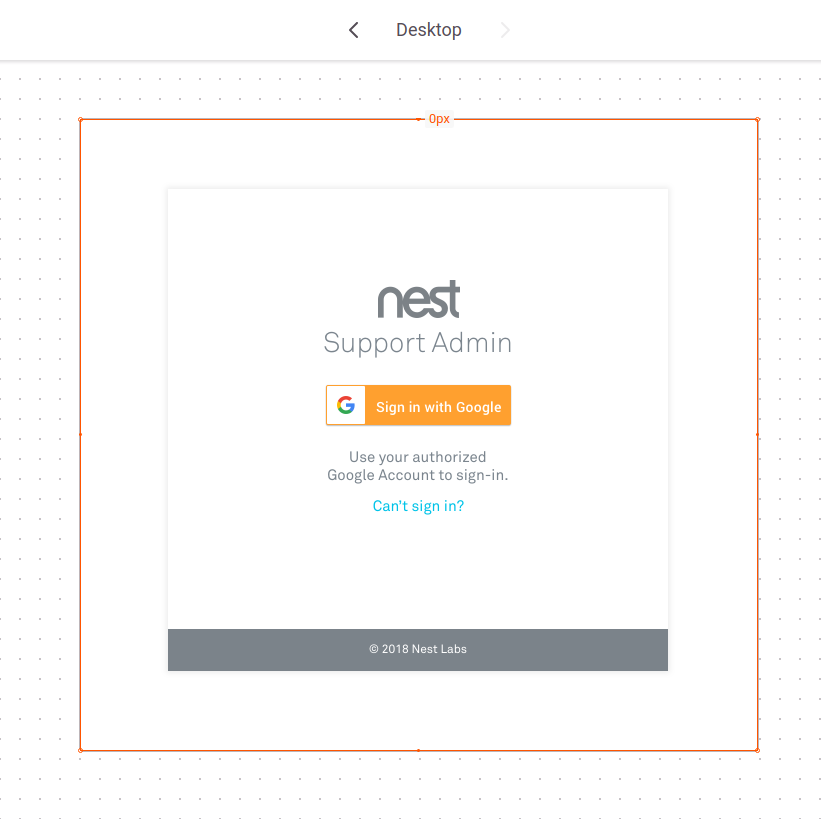 Desktop
0px
nest
Support Admin
Sign in with Google
Use your authorized
Google Account to sign-in.
Can't sign in?
© 2018 Nest Labs